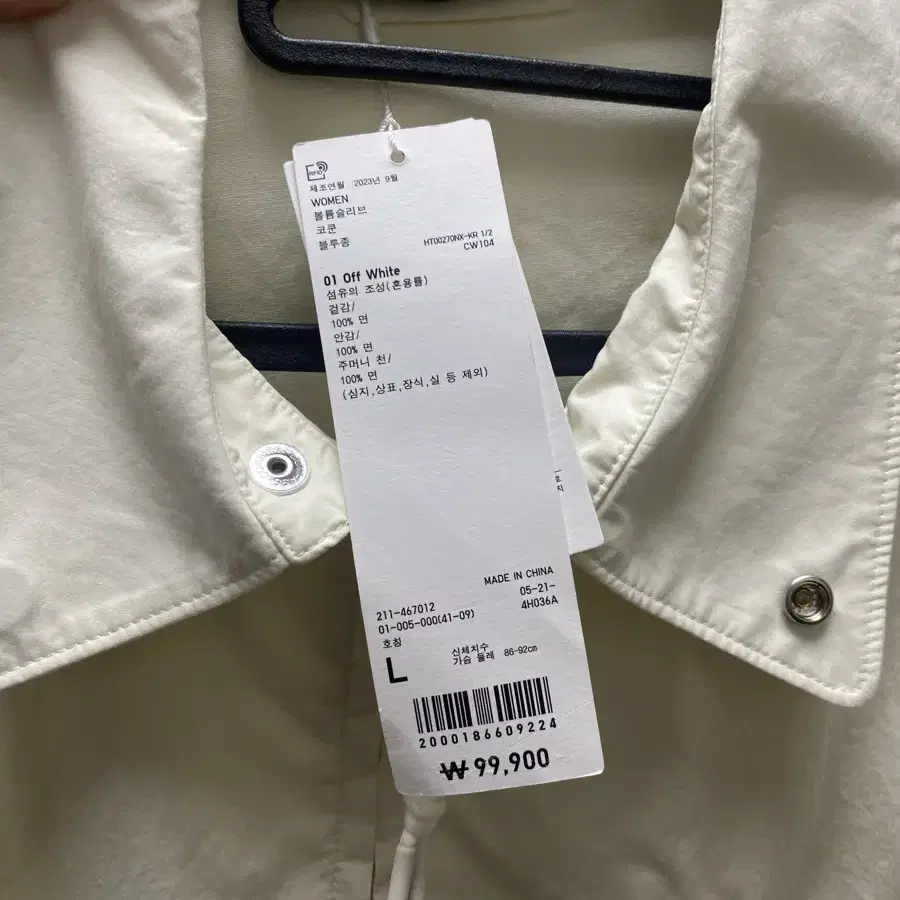 RFID
제조연월 2023년 9월
WOMEN
볼륨슬리브
코쿤
블루종
HT00270NX-KR 1/2
CW104
01 Off White
섬유의 조성(혼용률)
겉감/
100% 면
안감/
100% 면
주머니 천/
100% 면
(심지,상표,장식,실 등 제외)
지
MADE IN CHINA
211-467012 05-21-
01-005-000(41-09) 4H036A
호칭 신체치수
L 가슴 둘레 86-92cm
2000186609224
₩99,900